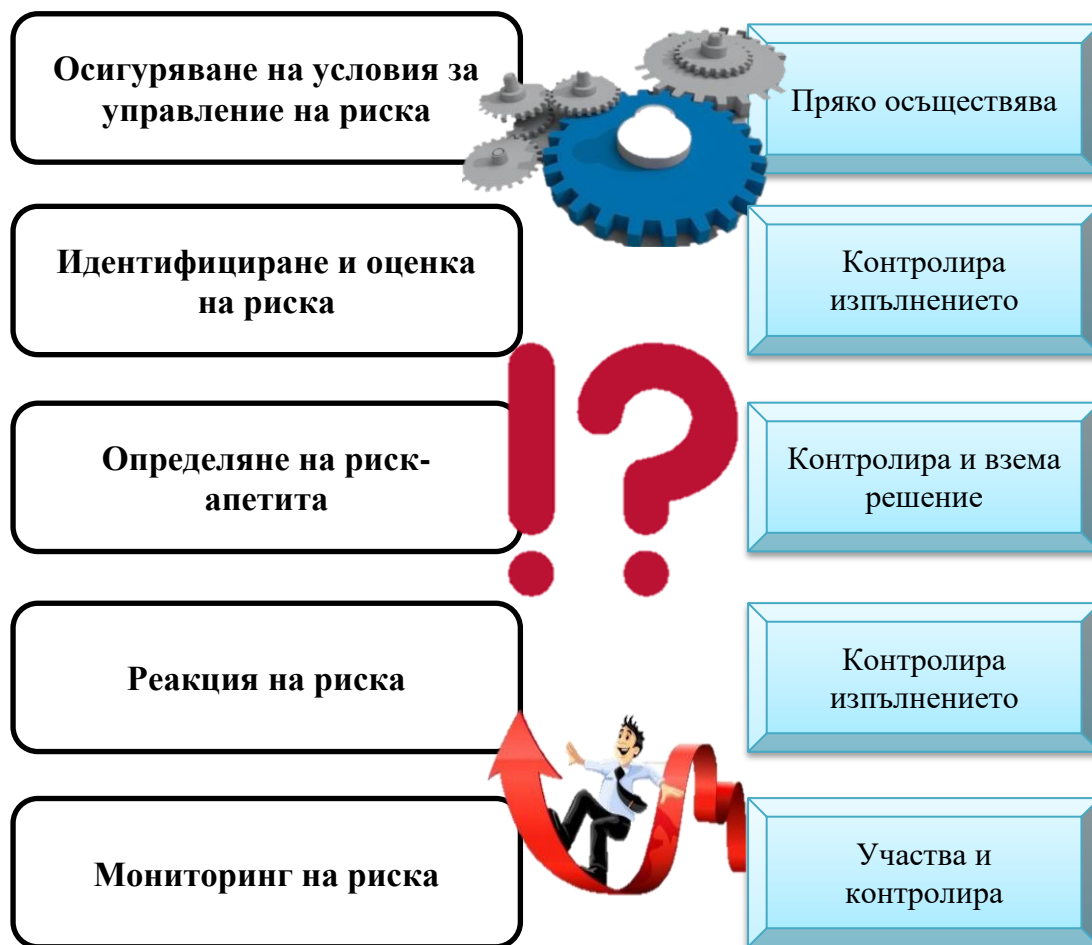 Осигуряване на условия за
управление на риска
Пряко осъществява
Идентифициране и оценка
на риска
Контролира
изпълнението
Определяне на риск-
апетита
Контролира и взема
решение
Реакция на риска
Контролира
изпълнението
Мониторинг на риска
Участва и
контролира